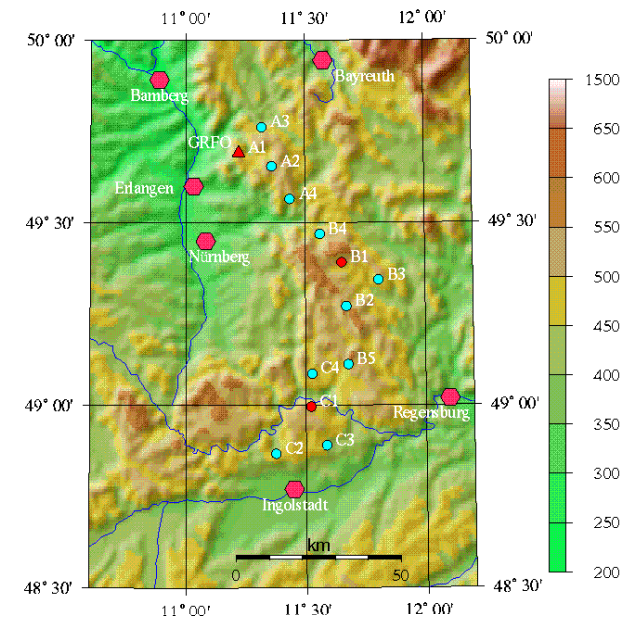 11° 00' 11° 30' 12° 00'
50° 00' 50° 00'
Bayreuth 1500
Bamberg
A3 650
GRFO A1
A2 600
Erlangen
A4
49° 30' 49° 30' 550
B4
Nürnberg B1
B3 500
B2
450
B5
C4 400
49° 00' C1 49° 00'
Regensburg 350
C2 C3
300
Ingolstadt
250
km
0 50 200
48° 30' 48° 30'
11° 00' 11° 30' 12° 00'